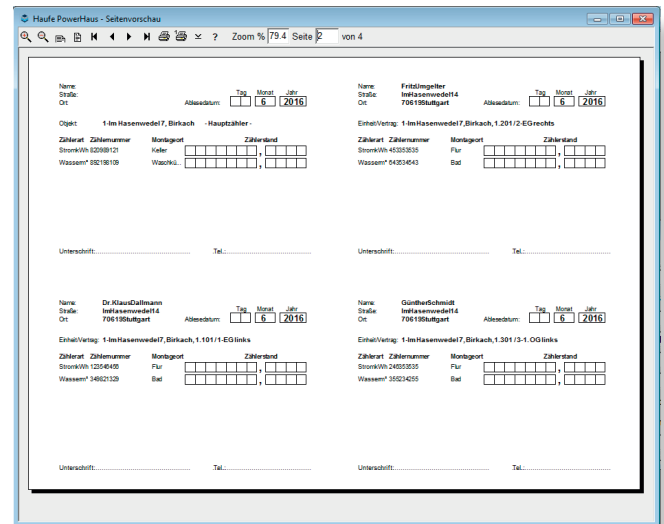 Haufe PowerHaus - Seitenvorschau
? Zoom % 79.4 Seite 2 von 4
Name:
Straße:
Ort
Tag Monat Jahr
Ablesedatum: 6 2016
Objekt 1-Im Hasenwedel 7, Birkach - Hauptzähler -
Zählerart Zählernummer Montageort Zählerstand
StromkWh 820989121 Keller ,
Wasserm³ 892198109 Waschkü... ,
Unterschrift: Tel.:
Name: FritzUmgelter
Straße: ImHasenwedel14
Ort 70619Stuttgart
Tag Monat Jahr
Ablesedatum: 6 2016
Einheit/Vertrag: 1-ImHasenwedel7,Birkach,1.201/2-EGrechts
Zählerart Zählernummer Montageort Zählerstand
StromkWh 453353535 Flur ,
Wasserm³ 643534543 Bad ,
Unterschrift: Tel.:
Name: Dr.KlausDallmann
Straße: ImHasenwedel14
Ort 70619Stuttgart
Tag Monat Jahr
Ablesedatum: 6 2016
Einheit/Vertrag: 1-ImHasenwedel7,Birkach,1.101/1-EGlinks
Zählerart Zählernummer Montageort Zählerstand
StromkWh 123546456 Flur ,
Wasserm³ 349821329 Bad ,
Unterschrift: Tel.:
Name: GüntherSchmidt
Straße: ImHasenwedel14
Ort 70619Stuttgart
Tag Monat Jahr
Ablesedatum: 6 2016
Einheit/Vertrag: 1-ImHasenwedel7,Birkach,1.301/3-1.OGlinks
Zählerart Zählernummer Montageort Zählerstand
StromkWh 246353535 Flur ,
Wasserm³ 355234255 Bad ,
Unterschrift: Tel.: